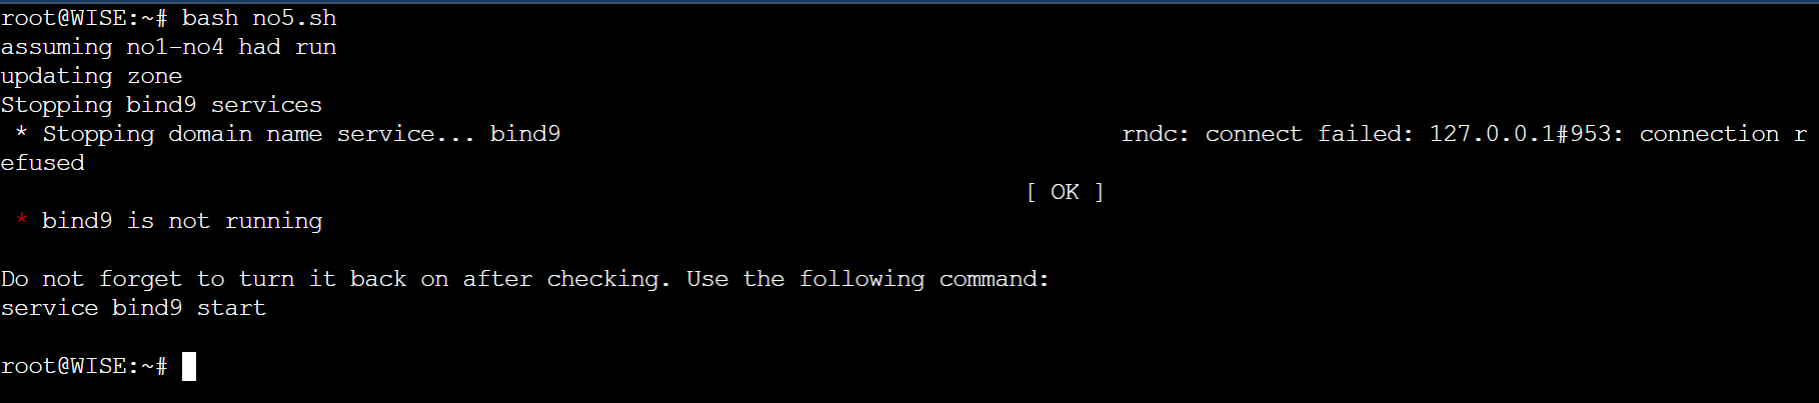 root@WISE:~# bash no5.sh
assuming no1-no4 had run
updating zone
Stopping bind9 services
 * Stopping domain name service... bind9                                        rndc: connect failed: 127.0.0.1#953: connection r
efused
                                                                         [ OK ]
 * bind9 is not running
Do not forget to turn it back on after checking. Use the following command:
service bind9 start
root@WISE:~#